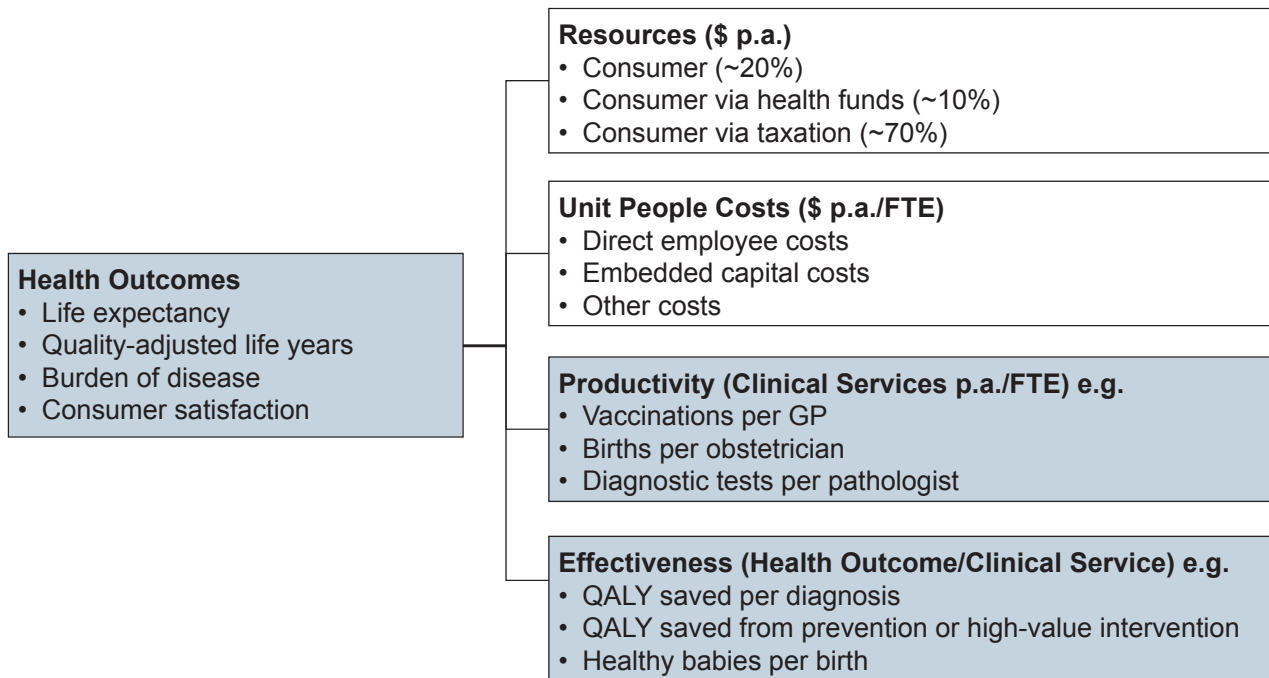 Resources ($ p.a.)
• Consumer (~20%)
• Consumer via health funds (~10%)
• Consumer via taxation (~70%)
Unit People Costs ($ p.a./FTE)
• Direct employee costs
• Embedded capital costs
• Other costs
Health Outcomes
• Life expectancy
• Quality-adjusted life years
• Burden of disease
• Consumer satisfaction
Productivity (Clinical Services p.a./FTE) e.g.
• Vaccinations per GP
• Births per obstetrician
• Diagnostic tests per pathologist
Effectiveness (Health Outcome/Clinical Service) e.g.
• QALY saved per diagnosis
• QALY saved from prevention or high-value intervention
• Healthy babies per birth